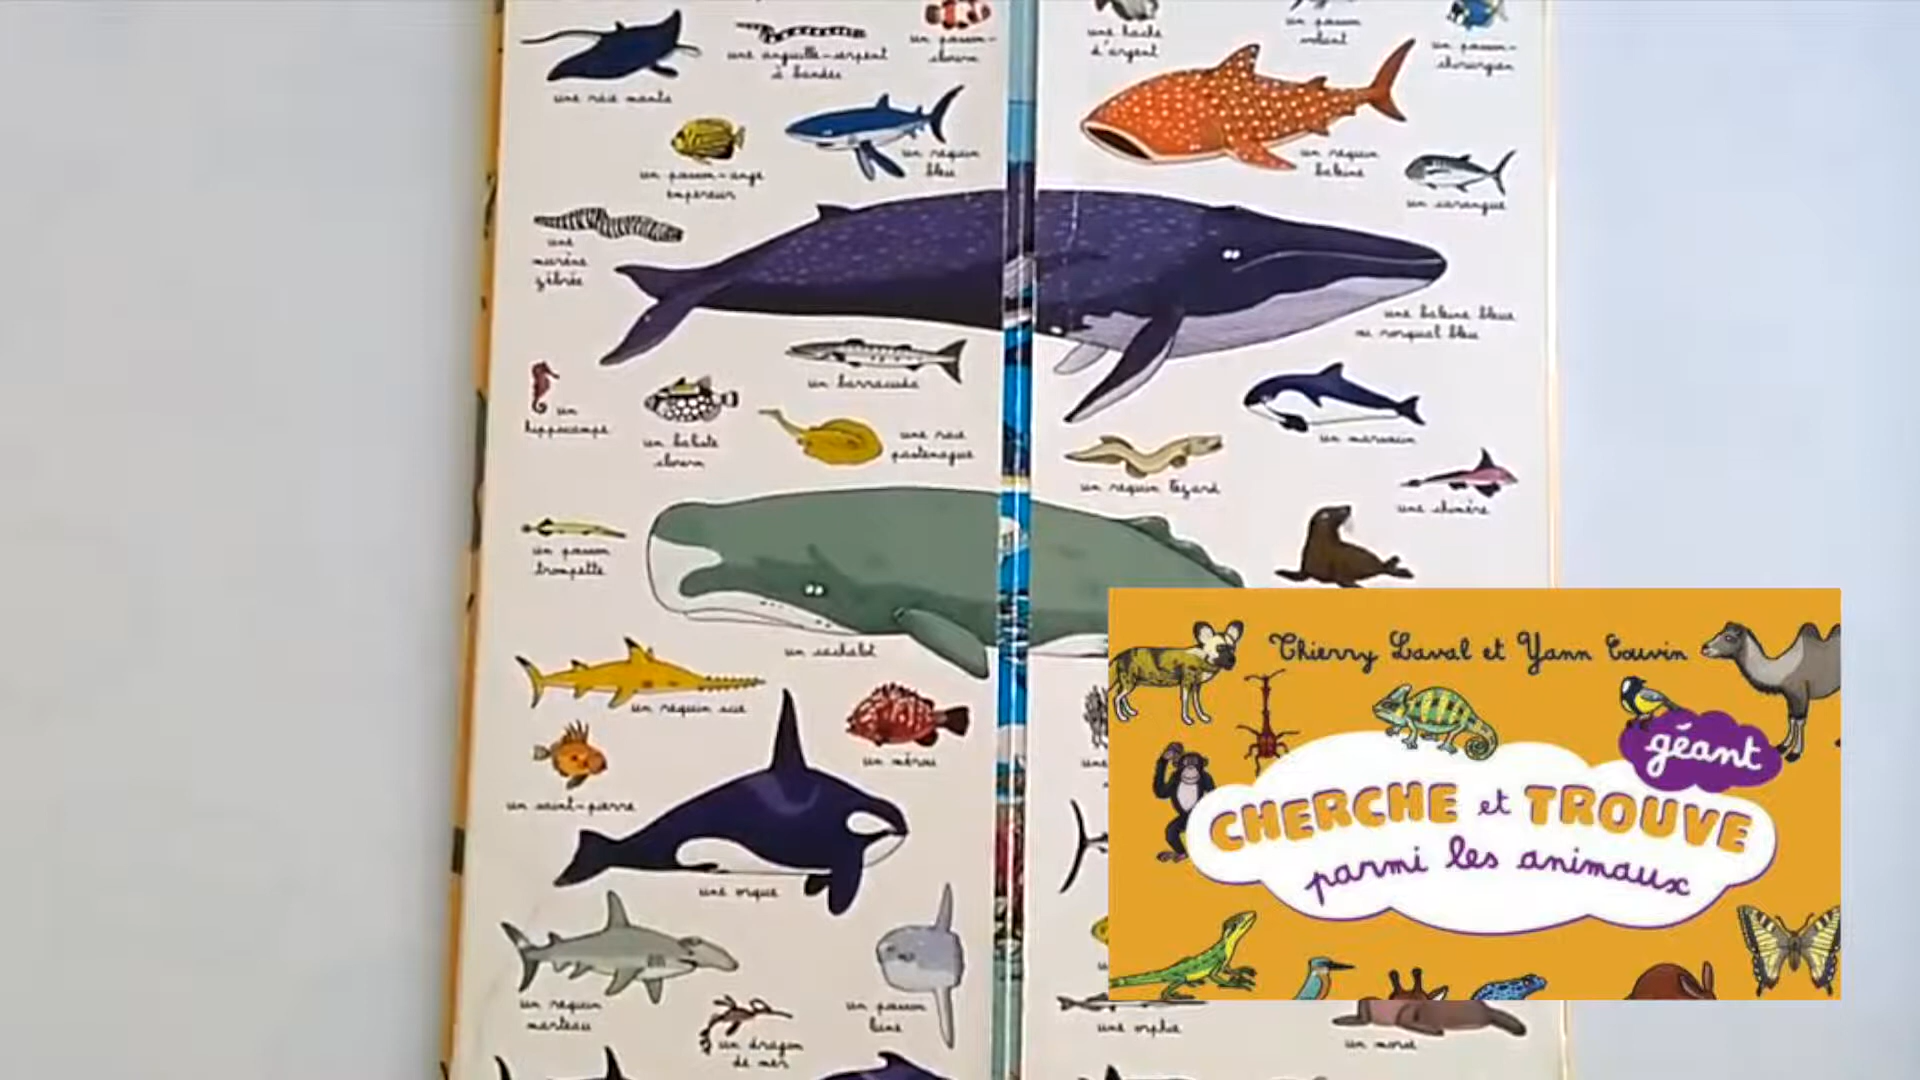 un poisson-
clown
une anguille-serpent
à bandes
une raie manta
un requin
bleu
un poisson-ange
empereur
une
murène
zébrée
un barracuda
un
hippocampe
un baliste
clown
une raie
pastenague
un poisson
trompette
un cachalot
un requin scie
un mérou
un saint-pierre
une orque
un requin
marteau
un poisson
lune
un dragon
de mer
une hache
d'argent
un poisson
volant
un poisson-
chirurgien
un requin
baleine
une carangue
une baleine bleue
ou rorqual bleu
un marsouin
un requin lézard
une chimère
une orphie
un morse
Thierry Laval et Yann Couvin
géant
CHERCHE et TROUVE
parmi les animaux